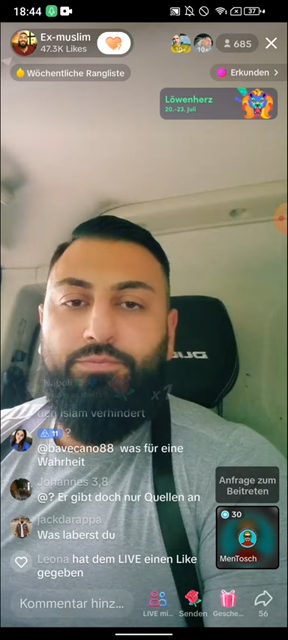 18:44
37
Ex-muslim
47.3K Likes
10+
10+
685
Wöchentliche Rangliste
Erkunden >
Löwenherz
20.-23. Juli
x1
den Islam verhindert
11
?
@bavecano88 was für eine
Wahrheit
Johannes 3,8
@? Er gibt doch nur Quellen an
jackdarappa
Was laberst du
Leona hat dem LIVE einen Like
gegeben
Anfrage zum
Beitreten
30
MenTosch
Kommentar hinz...
LIVE mi...
Senden
Gesche...
56